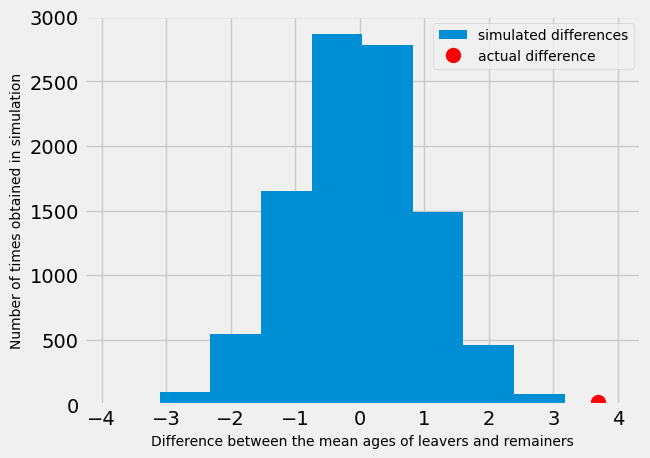 simulated differences
actual difference
Number of times obtained in simulation
3000
2500
2000
1500
1000
500
0
−4 −3 −2 −1 0 1 2 3 4
Difference between the mean ages of leavers and remainers